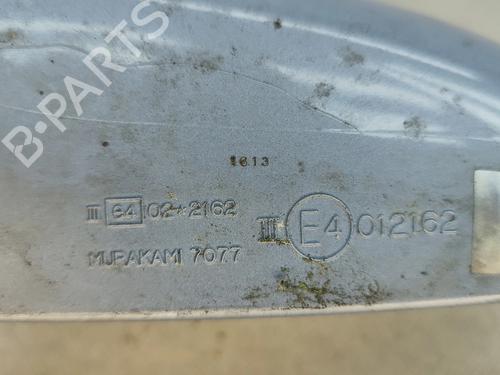 B-PARTS
1613
III e4 02*2162
III E4 012162
MURAKAMI 7077